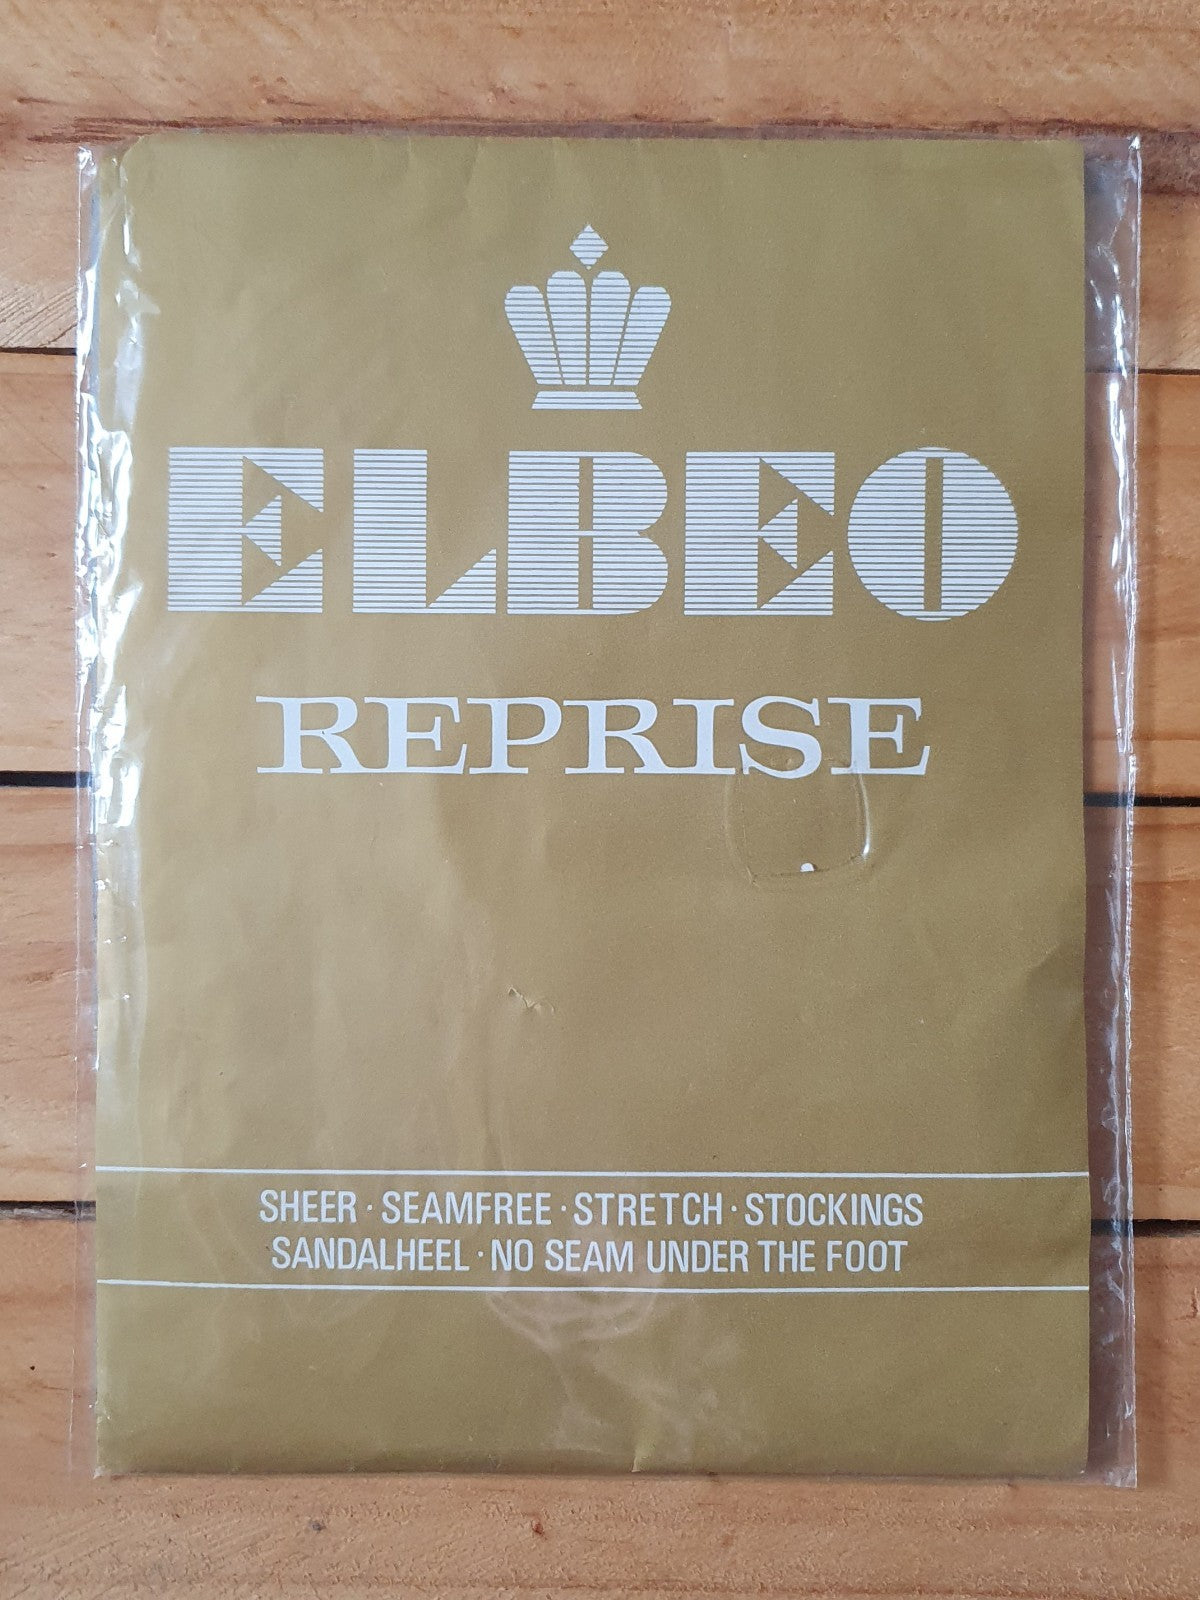 ELBEO
REPRISE
SHEER · SEAMFREE · STRETCH · STOCKINGS
SANDALHEEL · NO SEAM UNDER THE FOOT